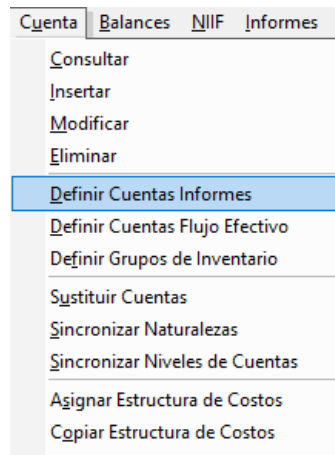 Cuenta Balances NIIF Informes
Consultar
Insertar
Modificar
Eliminar
Definir Cuentas Informes
Definir Cuentas Flujo Efectivo
Definir Grupos de Inventario
Sustituir Cuentas
Sincronizar Naturalezas
Sincronizar Niveles de Cuentas
Asignar Estructura de Costos
Copiar Estructura de Costos